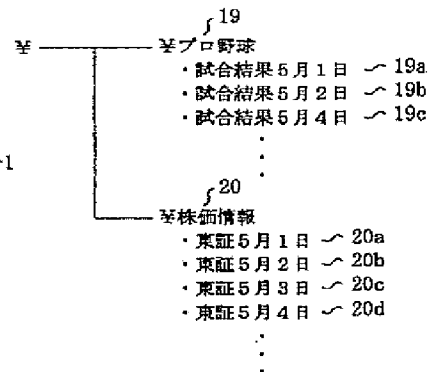 19
¥ ¥プロ野球
・試合結果5月1日 19a
・試合結果5月2日 19b
・試合結果5月4日 19c
1
20
¥株価情報
・東証5月1日 20a
・東証5月2日 20b
・東証5月3日 20c
・東証5月4日 20d